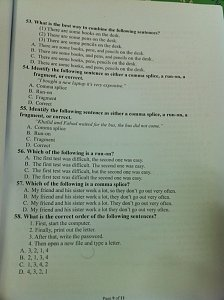 53. What is the best way to combine the following sentences?
(1) There are some books on the desk.
(2) There are some pens on the desk.
(3) There are some pencils on the desk.
A. There are some books, pens, and pencils on the desk.
B. There are some books, and pens, and pencils on the desk.
C. There are some books, pens, pencils on the desk.
D. There are some books, and pens, pencils on the desk.
54. Identify the following sentence as either a comma splice, a run-on, a
fragment, or correct.
"I bought a new laptop it's very expensive."
A. Comma splice
B. Run-on
C. Fragment
D. Correct
55. Identify the following sentence as either a comma splice, a run-on, a
fragment, or correct.
"Khalid and Fahad waited for the bus, the bus did not come."
A. Comma splice
B. Run-on
C. Fragment
D. Correct
56. Which of the following is a run-on?
A. The first test was difficult, the second one was easy.
B. The first test was difficult. The second one was easy.
C. The first test was difficult, but the second one was easy.
D. The first test was difficult the second one was easy.
57. Which of the following is a comma splice?
A. My friend and his sister work a lot, so they don't go out very often.
B. My friend and his sister work a lot, they don't go out very often.
C. My friend and his sister work a lot. They don't go out very often.
D. My friend and his sister work a lot they don't go out very often.
58. What is the correct order of the following sentences?
1. First, start the computer.
2. Finally, print out the letter.
3. After that, write the password.
4. Then open a new file and type a letter.
A. 3, 2, 1, 4
B. 2, 1, 3, 4
C. 1, 3, 4, 2
D. 4, 3, 2, 1
Page 9 of 11